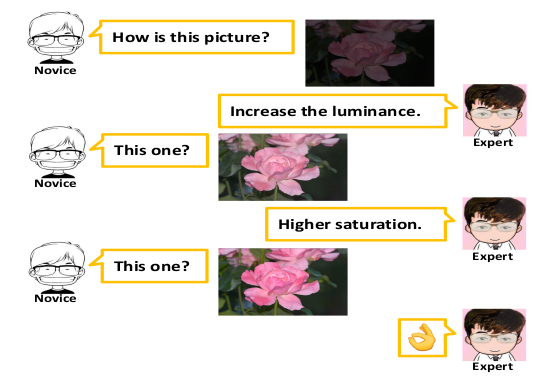 How is this picture?
Novice
Increase the luminance.
Expert
This one?
Novice
Higher saturation.
Expert
This one?
Novice
Expert